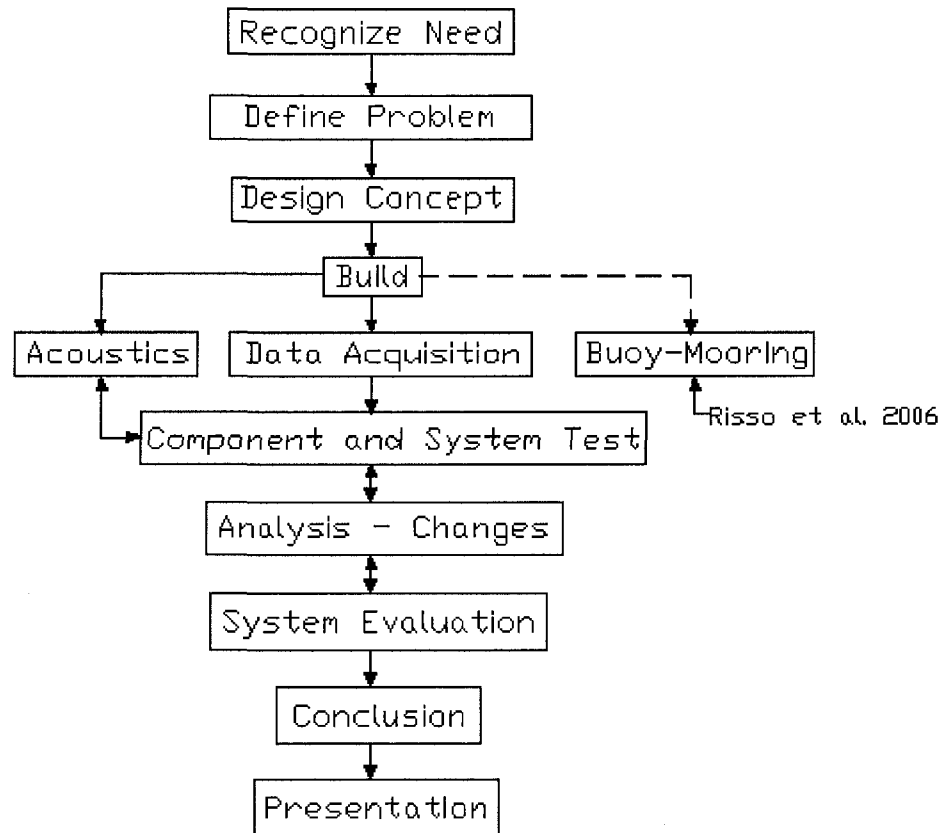 Recognize Need
Define Problem
Design Concept
Build
Acoustics
Data Acquisition
Buoy-Mooring
Risso et al. 2006
Component and System Test
Analysis - Changes
System Evaluation
Conclusion
Presentation